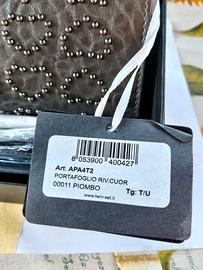 8 053900 400427
Art: APA4T2
PORTAFOGLIO RIV.CUOR
00011 PIOMBO
Tg: T/U
www.twin-set.it